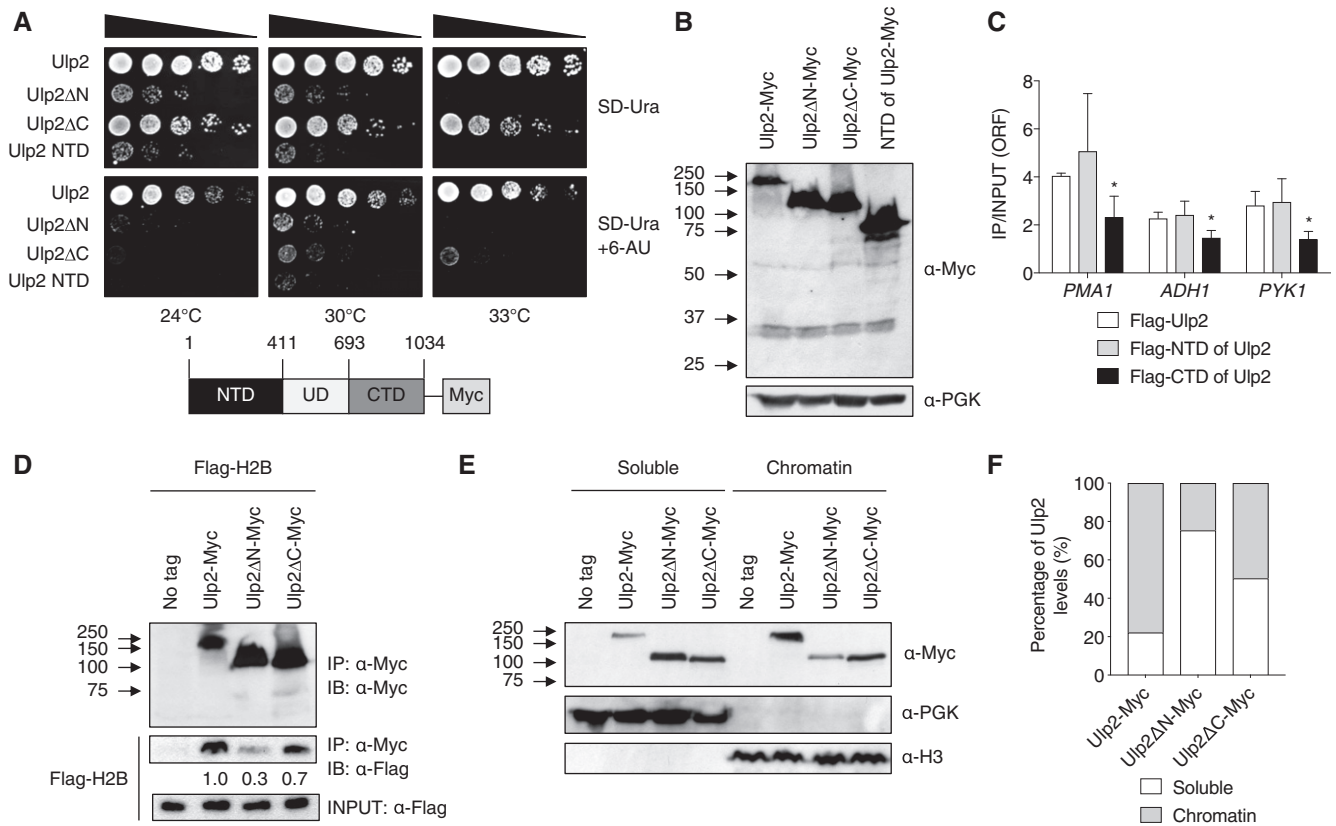 A
Ulp2
Ulp2ΔN
Ulp2ΔC
Ulp2 NTD
SD-Ura
Ulp2
Ulp2ΔN
Ulp2ΔC
Ulp2 NTD
SD-Ura
+6-AU
24°C
30°C
33°C
1
411
693
1034
NTD
UD
CTD
Myc
B
Ulp2-Myc
Ulp2ΔN-Myc
Ulp2ΔC-Myc
NTD of Ulp2-Myc
250
150
100
75
50
37
25
α-Myc
α-PGK
C
IP/INPUT (ORF)
8
6
4
2
0
*
*
*
PMA1
ADH1
PYK1
Flag-Ulp2
Flag-NTD of Ulp2
Flag-CTD of Ulp2
D
Flag-H2B
No tag
Ulp2-Myc
Ulp2ΔN-Myc
Ulp2ΔC-Myc
250
150
100
75
IP: α-Myc
IB: α-Myc
IP: α-Myc
IB: α-Flag
Flag-H2B
1.0 0.3 0.7
INPUT: α-Flag
E
Soluble
Chromatin
No tag
Ulp2-Myc
Ulp2ΔN-Myc
Ulp2ΔC-Myc
No tag
Ulp2-Myc
Ulp2ΔN-Myc
Ulp2ΔC-Myc
250
150
100
75
α-Myc
α-PGK
α-H3
F
Percentage of Ulp2
levels (%)
100
80
60
40
20
0
Ulp2-Myc
Ulp2ΔN-Myc
Ulp2ΔC-Myc
Soluble
Chromatin